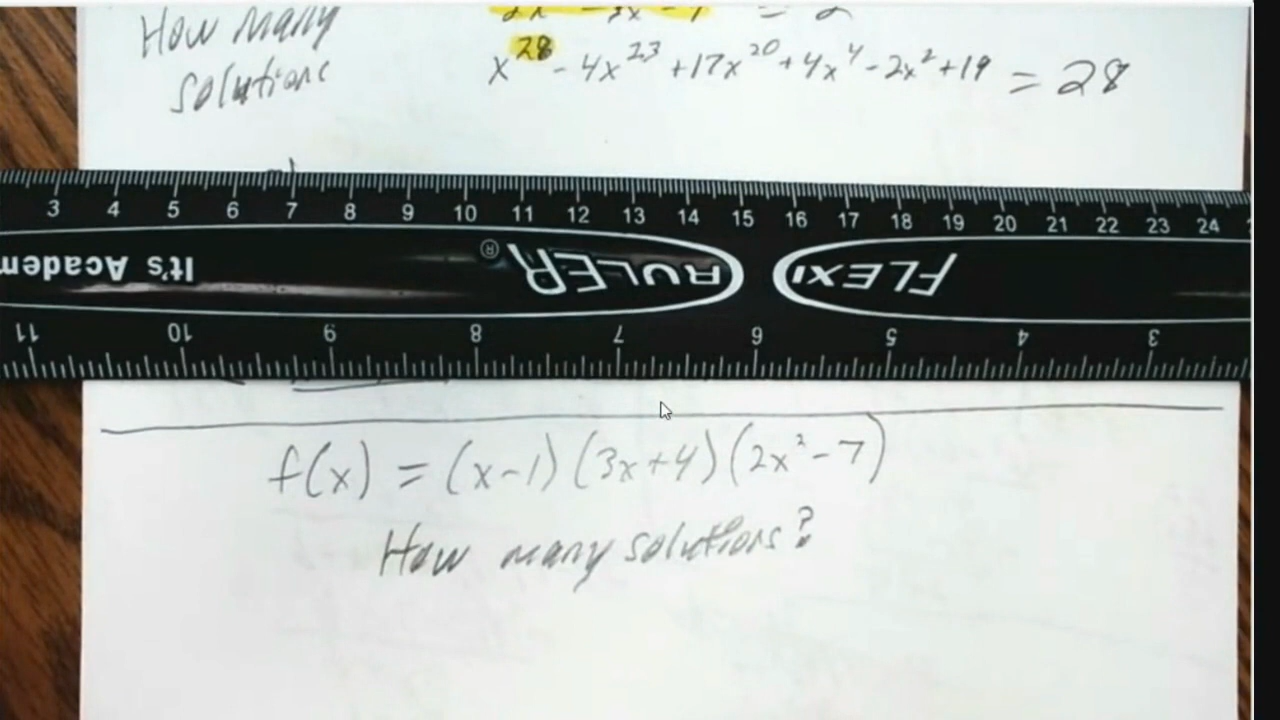 How many
solutions
2x - 3x - 1 = 2
x^28 - 4x^23 + 17x^20 + 4x^4 - 2x^2 + 19 = 28
3 4 5 6 7 8 9 10 11 12 13 14 15 16 17 18 19 20 21 22 23 24
It's Academ
RULER® FLEXI
11 10 9 8 7 6 5 4 3
f(x) = (x-1)(3x+4)(2x²-7)
How many solutions?